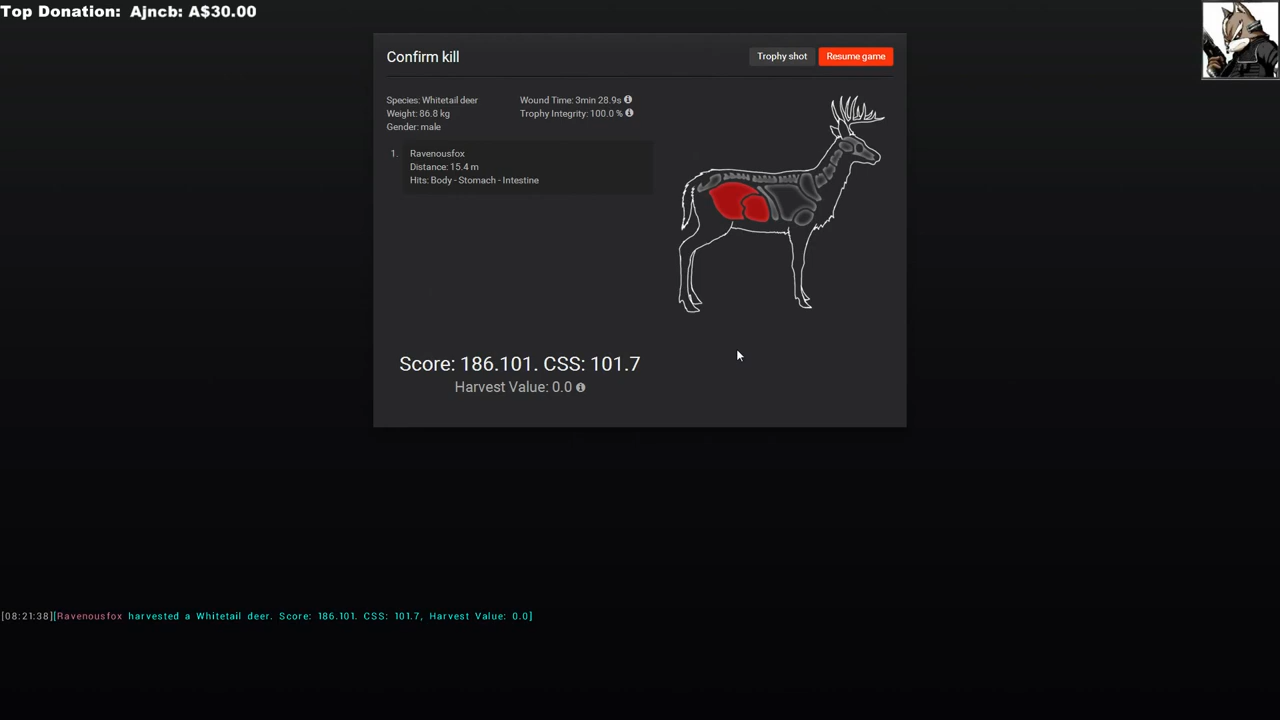 Top Donation: Ajncb: A$30.00
Confirm kill
Trophy shot
Resume game
Species: Whitetail deer
Weight: 86.8 kg
Gender: male
Wound Time: 3min 28.9s
Trophy Integrity: 100.0 %
1.
Ravenousfox
Distance: 15.4 m
Hits: Body - Stomach - Intestine
Score: 186.101. CSS: 101.7
Harvest Value: 0.0
[08:21:38][Ravenousfox harvested a Whitetail deer. Score: 186.101. CSS: 101.7, Harvest Value: 0.0]